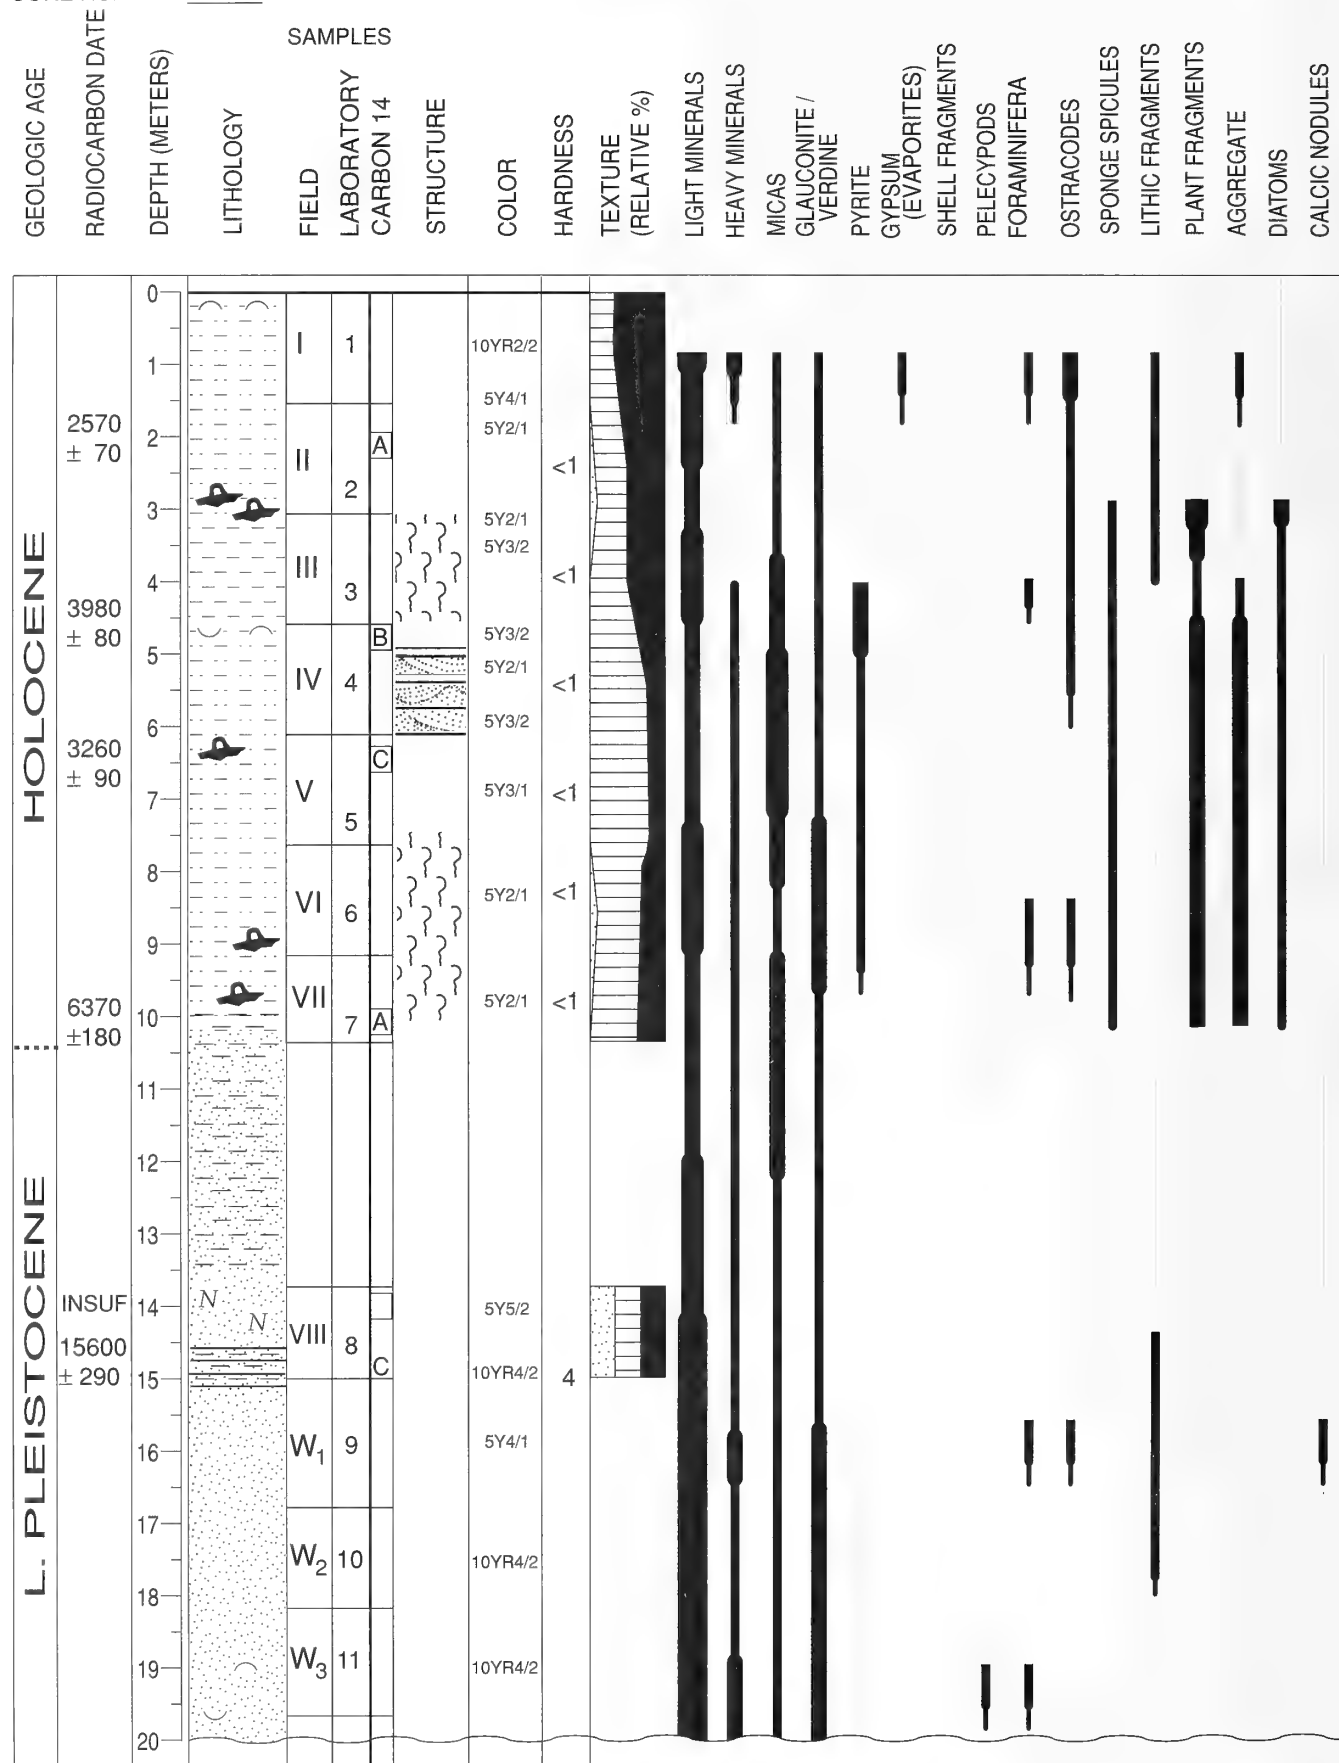 SAMPLES
GEOLOGIC AGE
RADIOCARBON DATE
DEPTH (METERS)
LITHOLOGY
FIELD
LABORATORY
CARBON 14
STRUCTURE
COLOR
HARDNESS
TEXTURE
(RELATIVE %)
LIGHT MINERALS
HEAVY MINERALS
MICAS
GLAUCONITE /
VERDINE
PYRITE
GYPSUM
(EVAPORITES)
SHELL FRAGMENTS
PELECYPODS
FORAMINIFERA
OSTRACODES
SPONGE SPICULES
LITHIC FRAGMENTS
PLANT FRAGMENTS
AGGREGATE
DIATOMS
CALCIC NODULES
HOLOCENE
L. PLEISTOCENE
2570
± 70
3980
± 80
3260
± 90
6370
±180
INSUF
15600
± 290
0
1
2
3
4
5
6
7
8
9
10
11
12
13
14
15
16
17
18
19
20
N
N
I
II
III
IV
V
VI
VII
VIII
W1
W2
W3
1
2
3
4
5
6
7
8
9
10
11
A
B
C
A
C
10YR2/2
5Y4/1
5Y2/1
5Y2/1
5Y3/2
5Y3/2
5Y2/1
5Y3/2
5Y3/1
5Y2/1
5Y2/1
5Y5/2
10YR4/2
5Y4/1
10YR4/2
10YR4/2
<1
<1
<1
<1
<1
<1
4